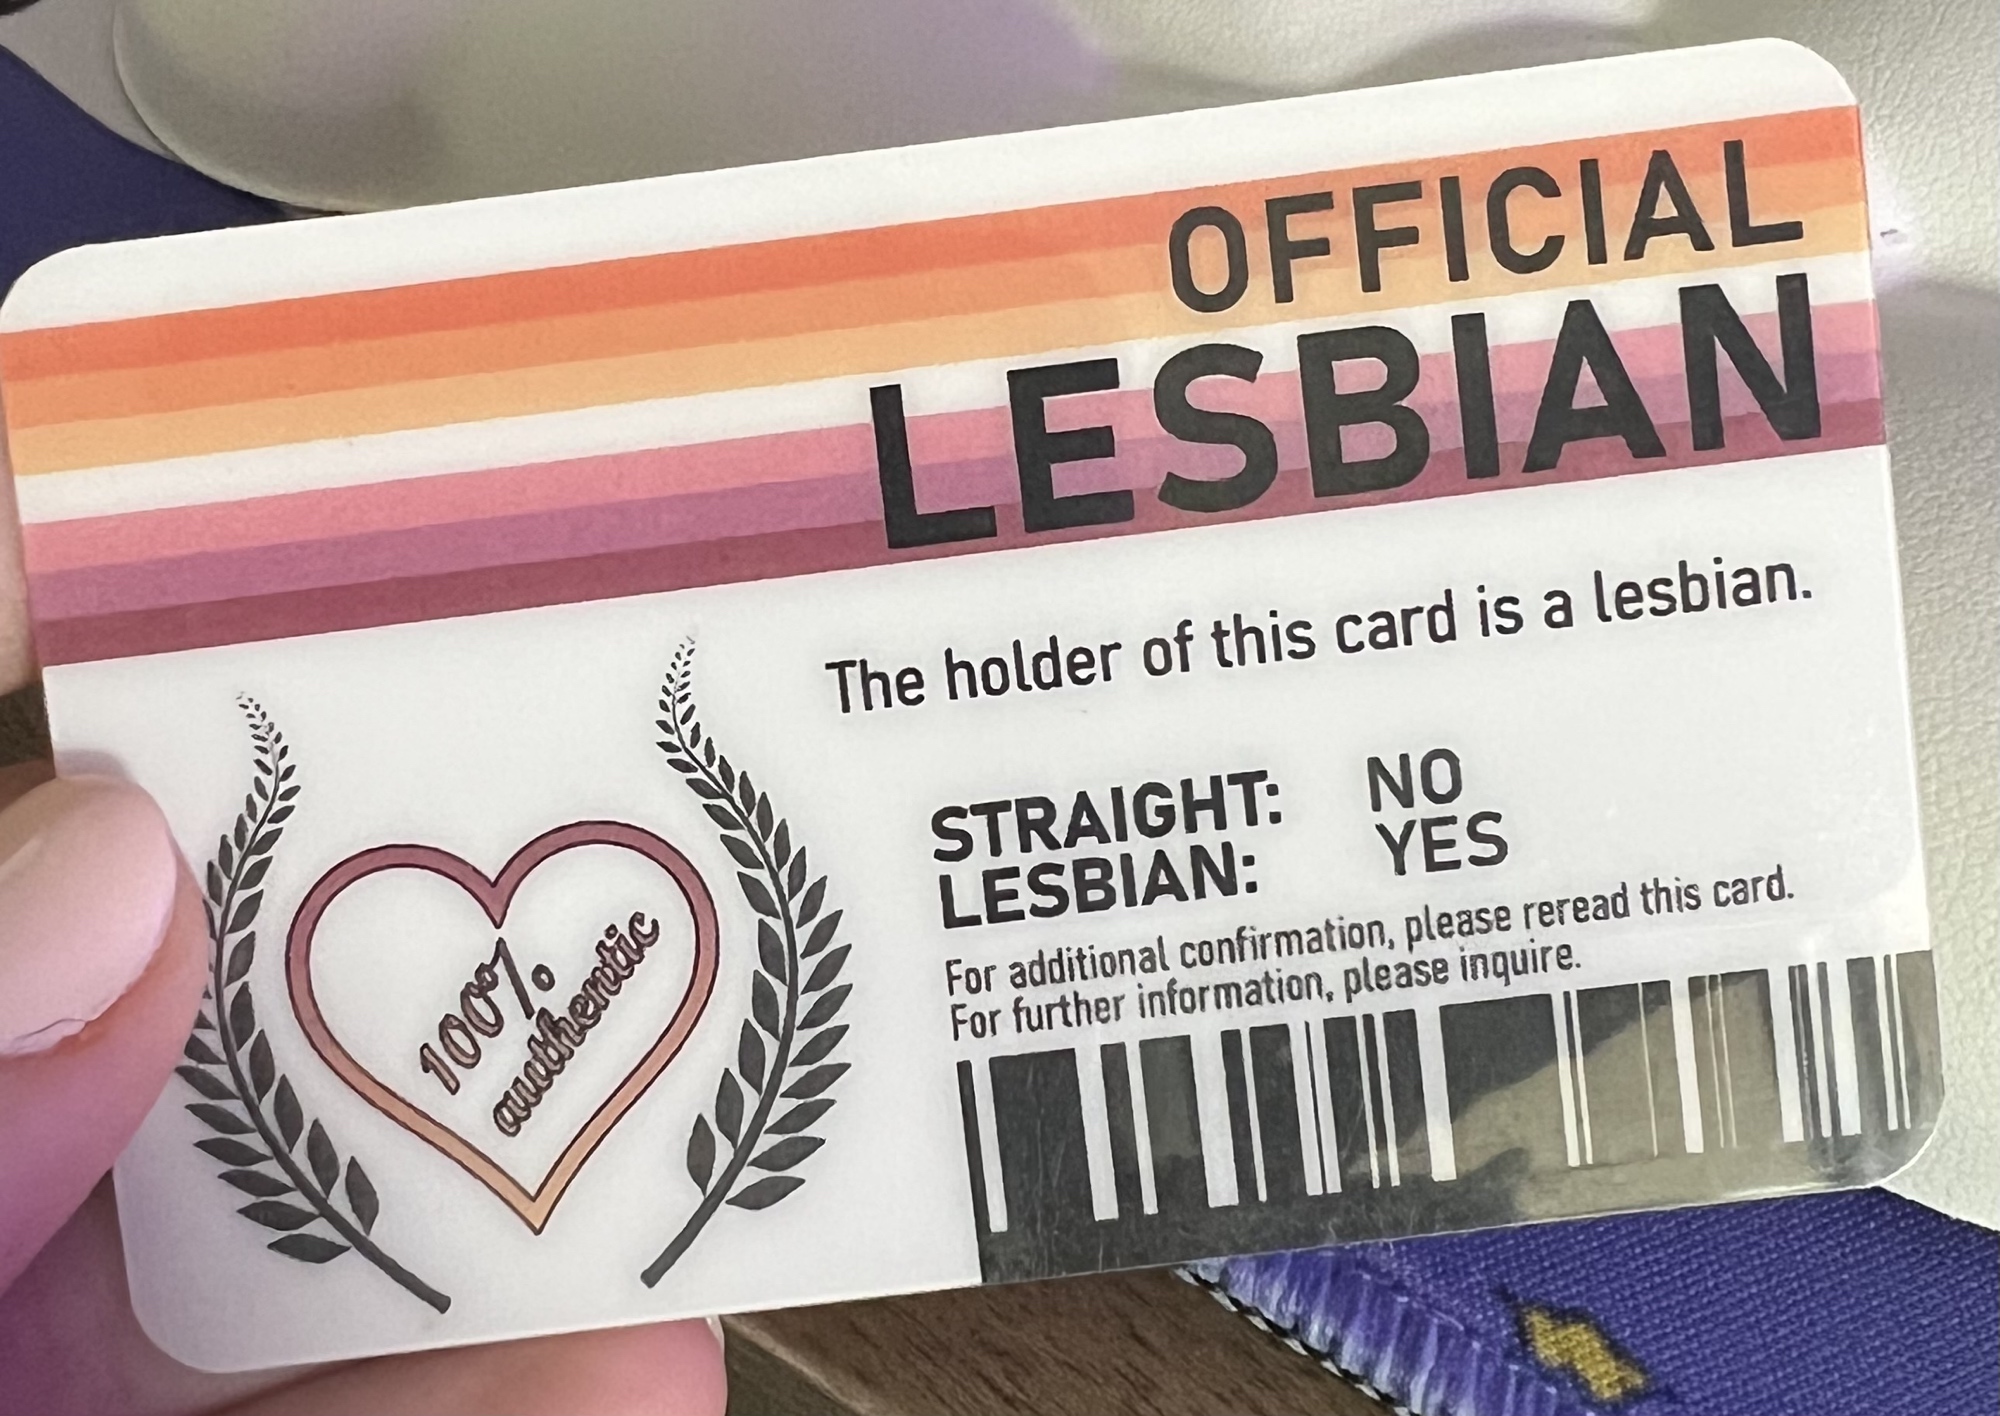 OFFICIAL
LESBIAN
The holder of this card is a lesbian.
STRAIGHT: NO
LESBIAN: YES
For additional confirmation, please reread this card.
For further information, please inquire.
100%
authentic